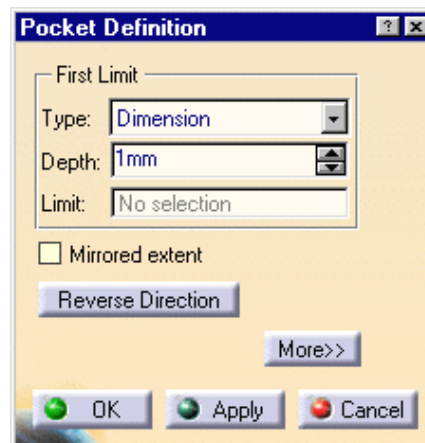 Pocket Definition
First Limit
Type: Dimension
Depth: 1mm
Limit: No selection
Mirrored extent
Reverse Direction
More>>
OK Apply Cancel